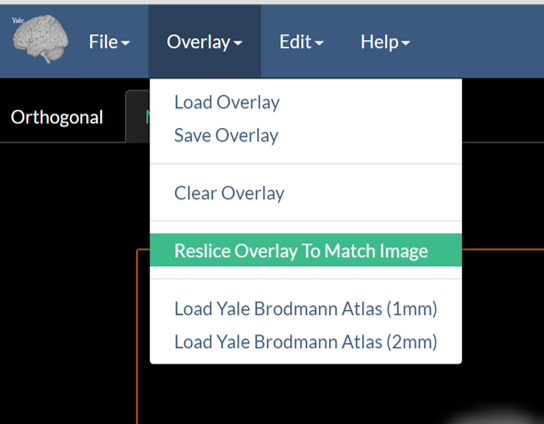 Yale
File Overlay Edit Help
Load Overlay
Orthogonal
Save Overlay
Clear Overlay
Reslice Overlay To Match Image
Load Yale Brodmann Atlas (1mm)
Load Yale Brodmann Atlas (2mm)